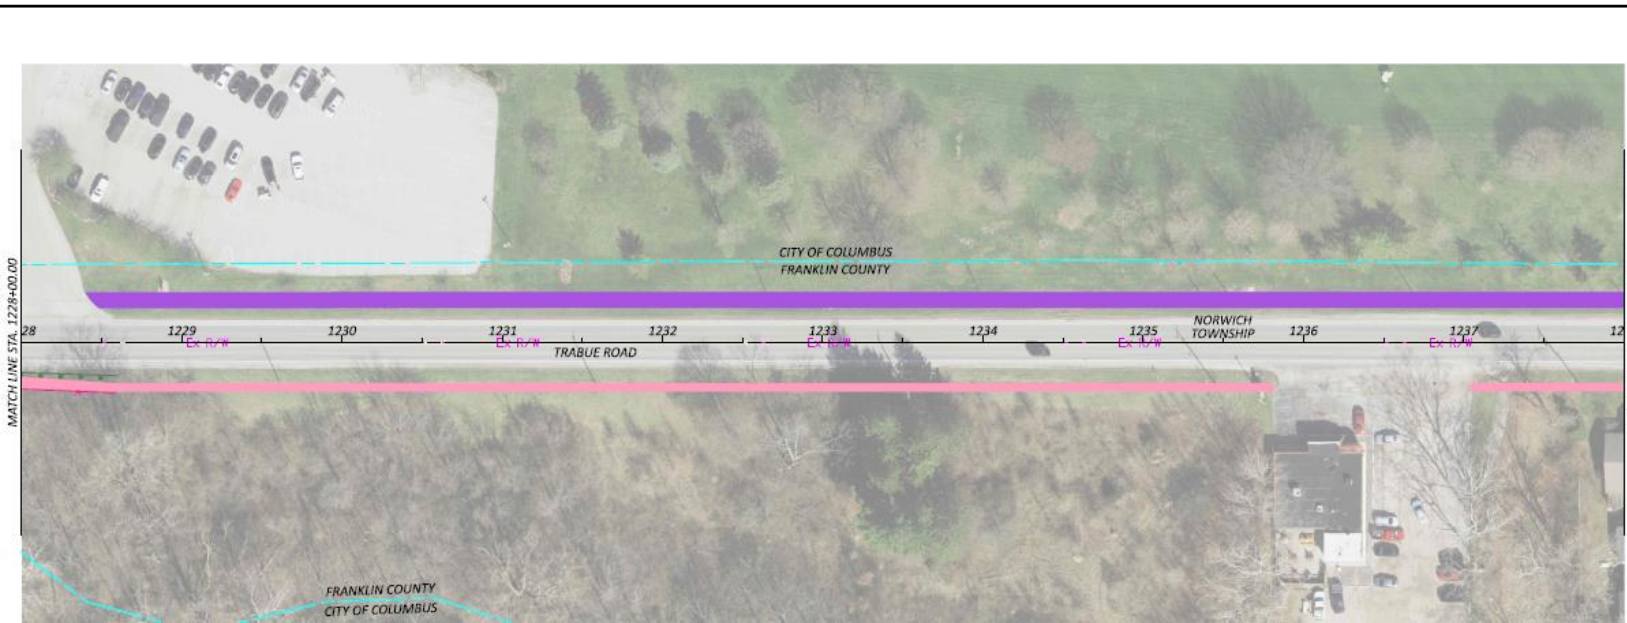 CITY OF COLUMBUS
FRANKLIN COUNTY
MATCH LINE STA. 1228+00.00
28 1229 1230 1231 1232 1233 1234 1235 1236 1237 12
NORWICH
TOWNSHIP
Ex R/W Ex R/W Ex R/W Ex R/W Ex R/W
TRABUE ROAD
FRANKLIN COUNTY
CITY OF COLUMBUS